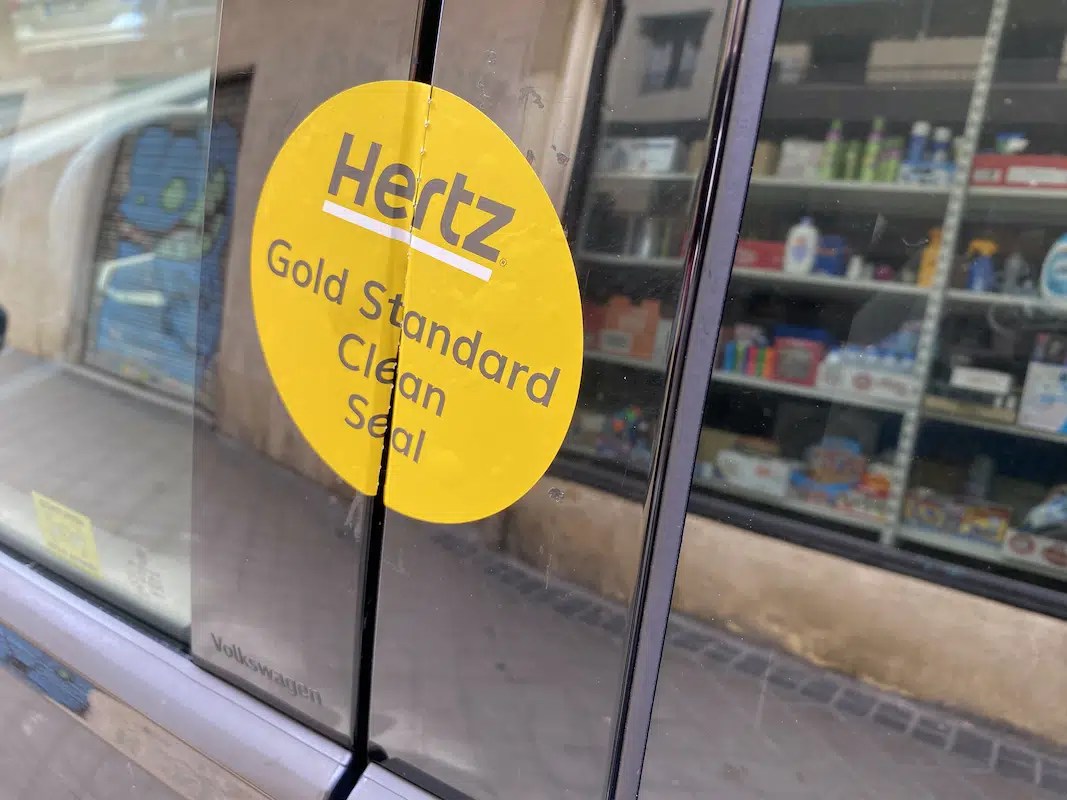 Hertz®
Gold Standard
Clean
Seal
Volkswagen